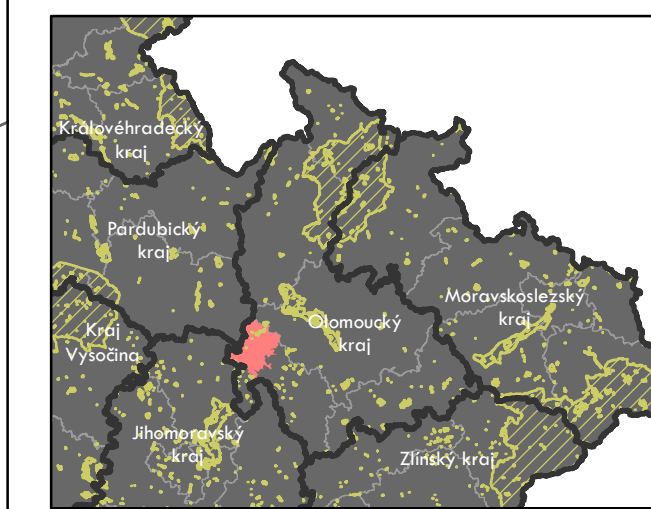 Královéhradecký
kraj
Pardubický
kraj
Kraj
Vysočina
Olomoucký
kraj
Moravskoslezský
kraj
Jihomoravský
kraj
Zlínský kraj